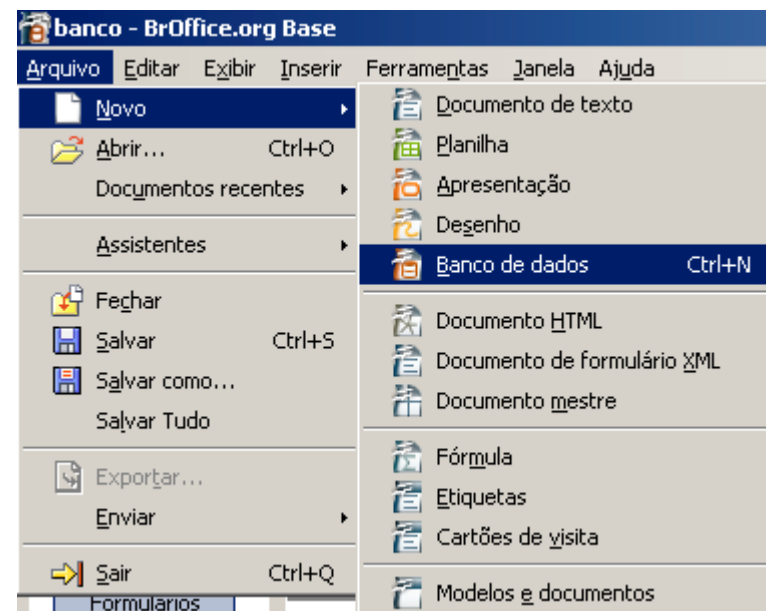 banco - BrOffice.org Base
Arquivo Editar Exibir Inserir Ferramentas Janela Ajuda
Novo
Abrir... Ctrl+O
Documentos recentes
Assistentes
Fechar
Salvar Ctrl+S
Salvar como...
Salvar Tudo
Exportar...
Enviar
Sair Ctrl+Q
Formulários
Documento de texto
Planilha
Apresentação
Desenho
Banco de dados Ctrl+N
Documento HTML
Documento de formulário XML
Documento mestre
Fórmula
Etiquetas
Cartões de visita
Modelos e documentos